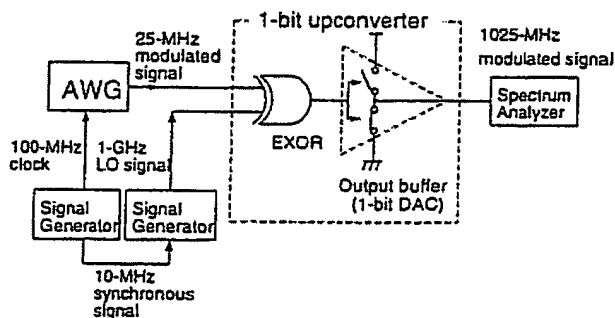 1-bit upconverter
25-MHz
modulated
signal
1025-MHz
modulated signal
AWG
EXOR
Spectrum
Analyzer
100-MHz
clock
1-GHz
LO signal
Output buffer
(1-bit DAC)
Signal
Generator
Signal
Generator
10-MHz
synchronous
signal